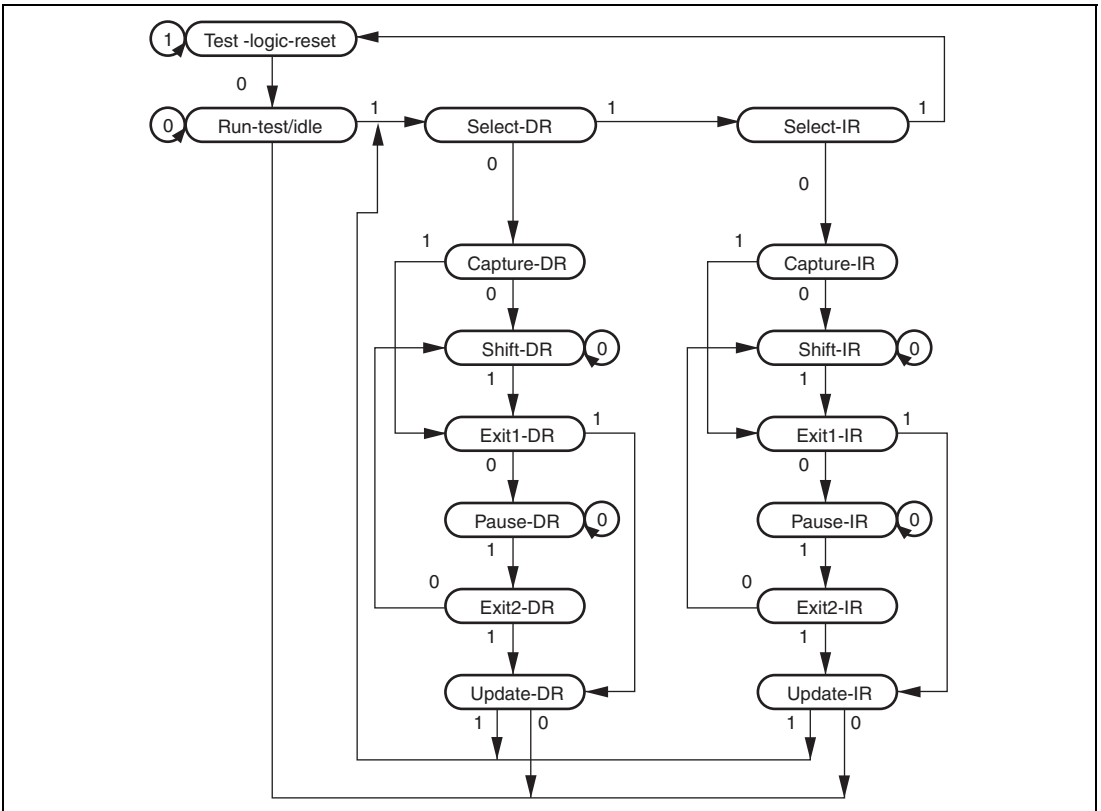 1 Test -logic-reset
0
0 Run-test/idle 1 Select-DR 1 Select-IR 1
0 0
1 Capture-DR 1 Capture-IR
0 0
Shift-DR 0 Shift-IR 0
1 1
Exit1-DR 1 Exit1-IR 1
0 0
Pause-DR 0 Pause-IR 0
1 1
0 Exit2-DR 0 Exit2-IR
1 1
Update-DR Update-IR
1 0 1 0